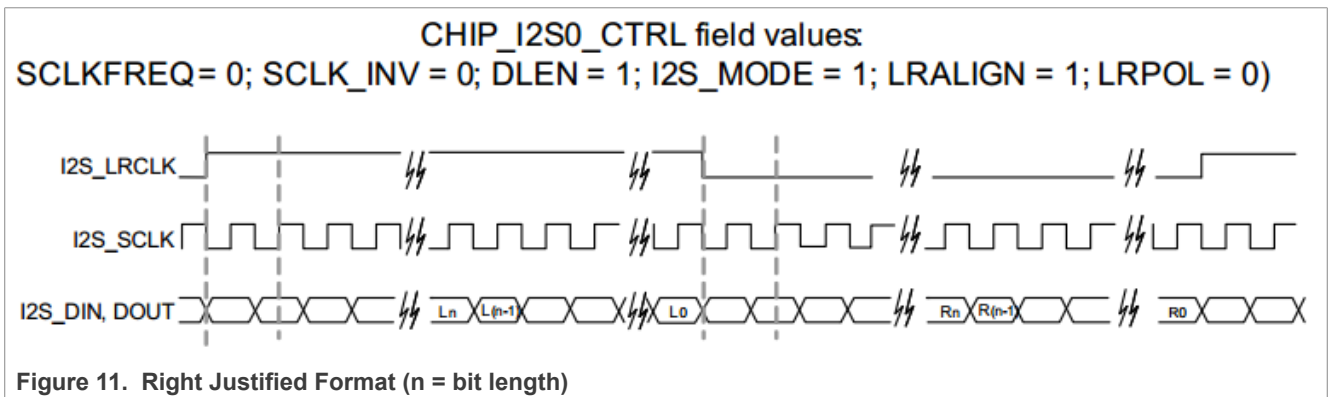 CHIP_I2S0_CTRL field values:
SCLKFREQ= 0; SCLK_INV = 0; DLEN = 1; I2S_MODE = 1; LRALIGN = 1; LRPOL = 0)
I2S_LRCLK
I2S_SCLK
I2S_DIN, DOUT Ln L(n-1) L0 Rn R(n-1) R0
Figure 11. Right Justified Format (n = bit length)